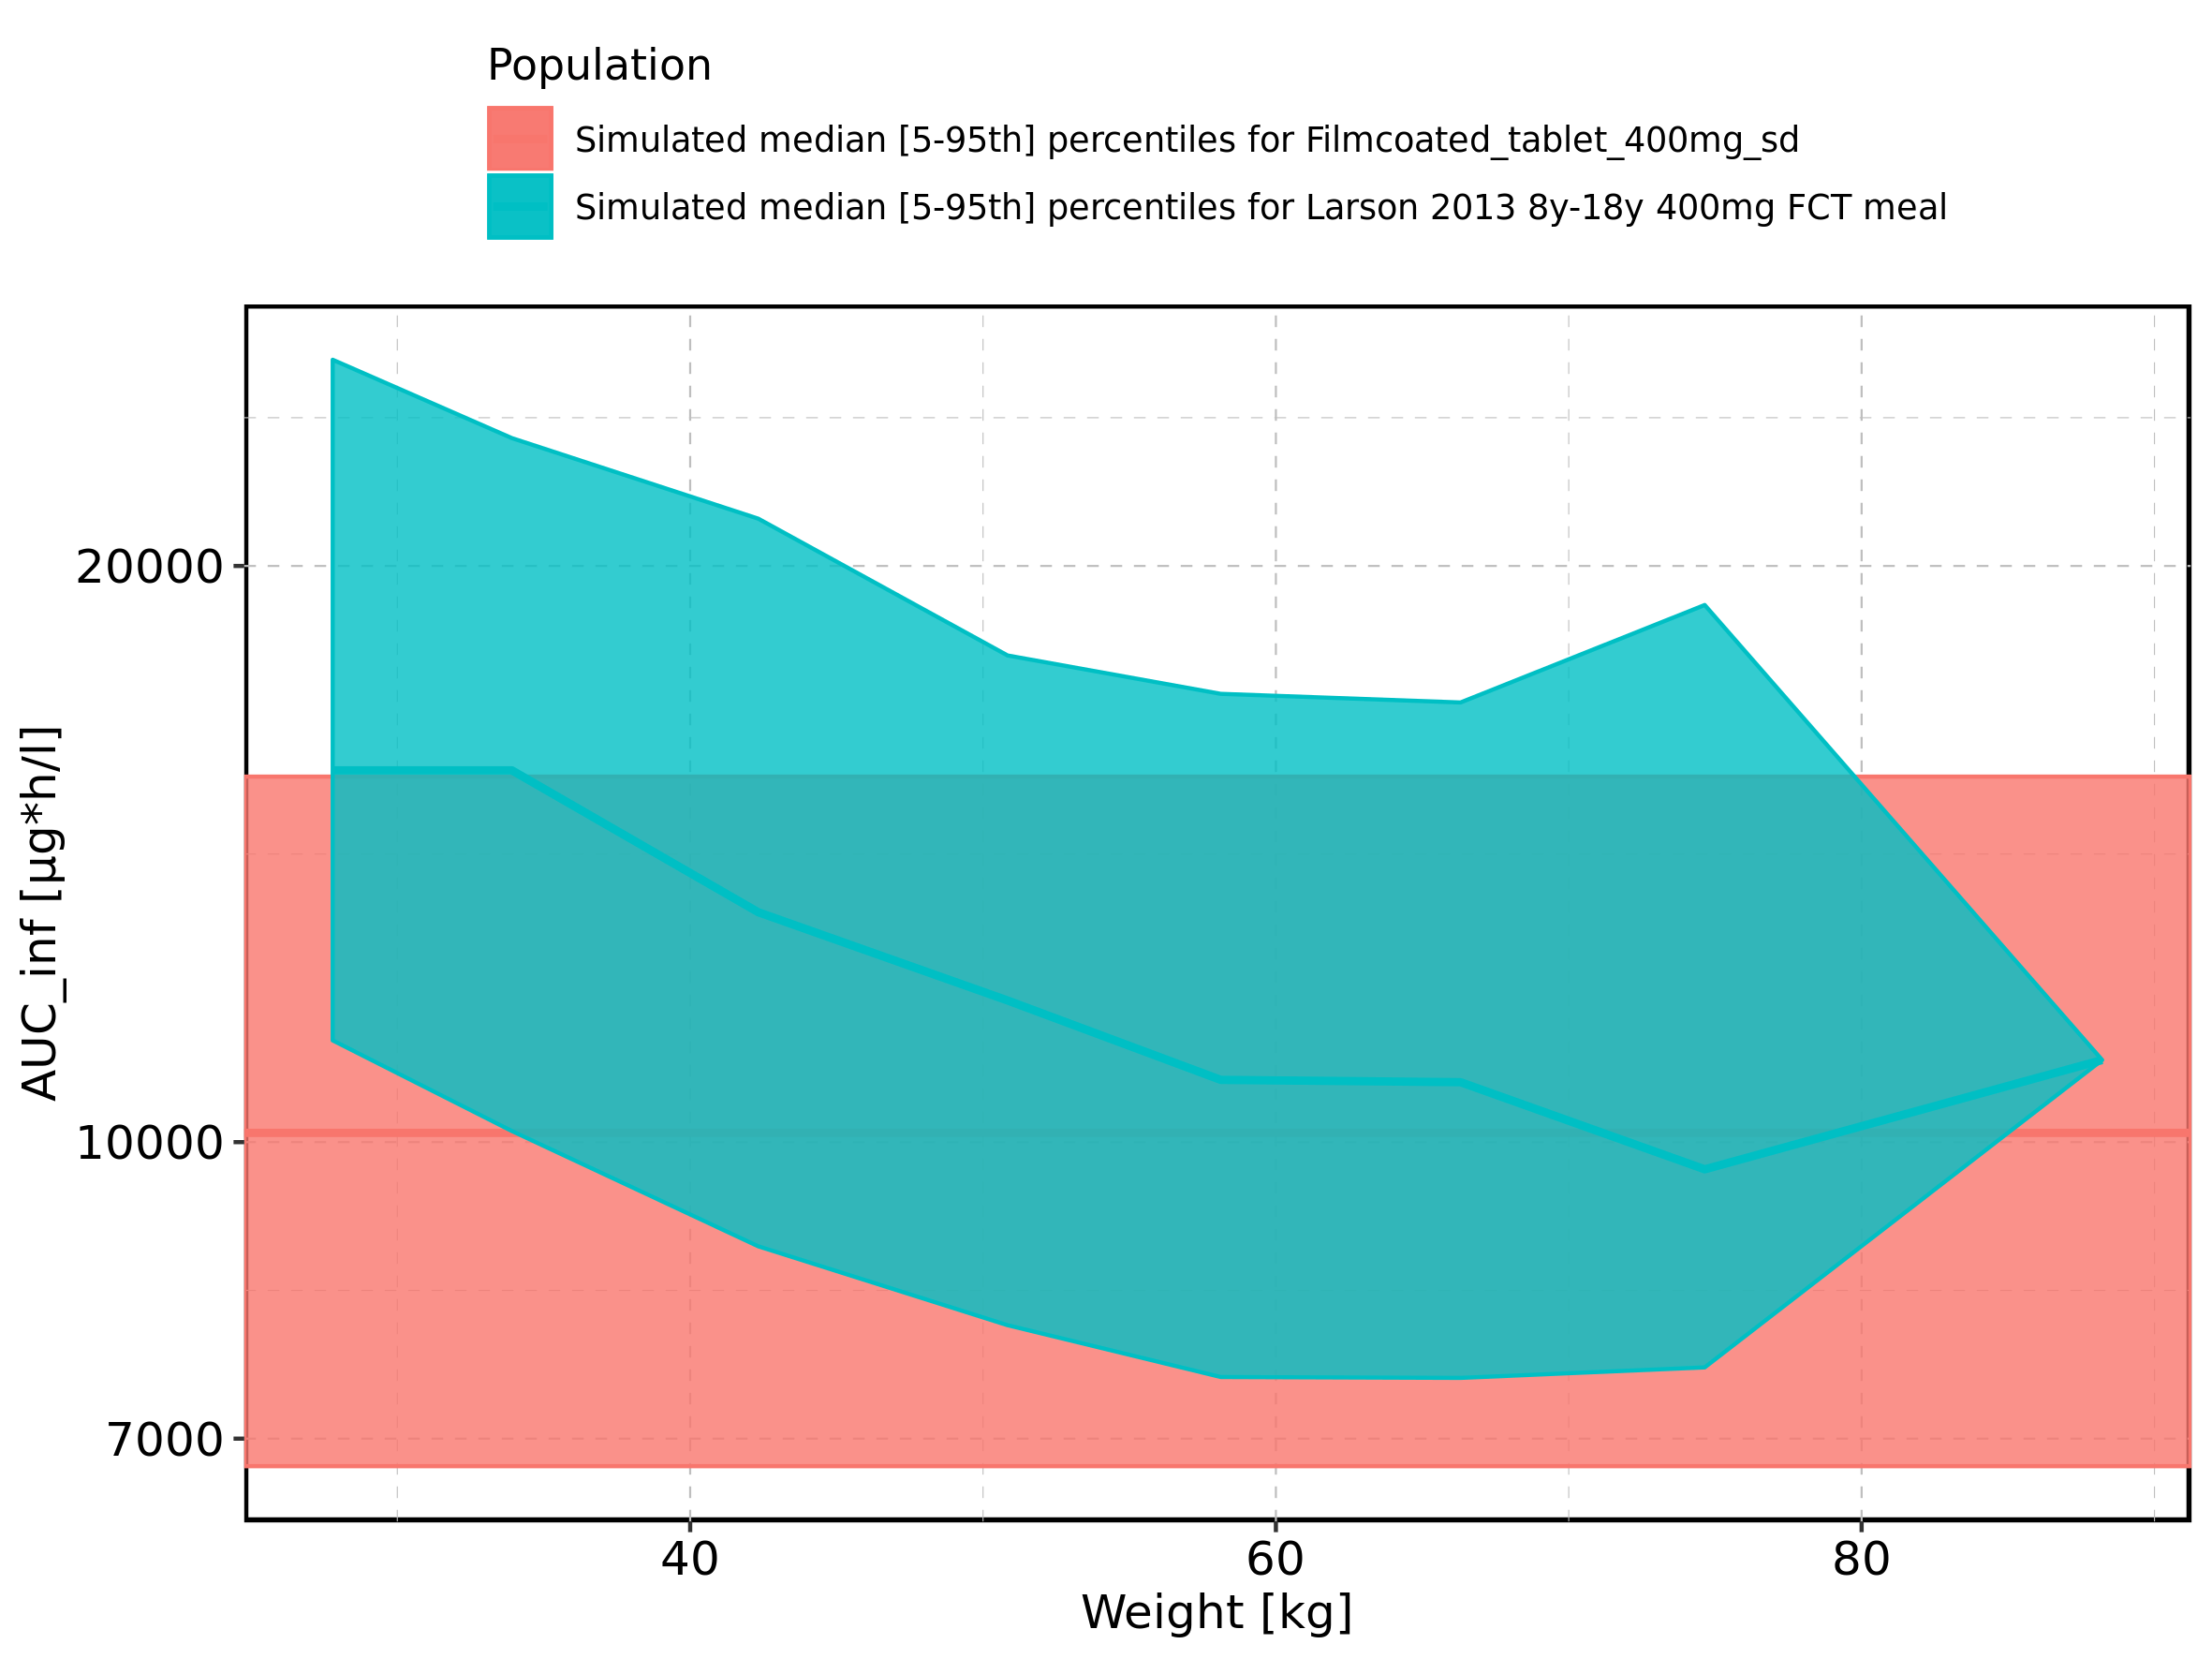 Population
Simulated median [5-95th] percentiles for Filmcoated_tablet_400mg_sd
Simulated median [5-95th] percentiles for Larson 2013 8y-18y 400mg FCT meal
AUC_inf [µg*h/l]
20000
10000
7000
40 60 80
Weight [kg]